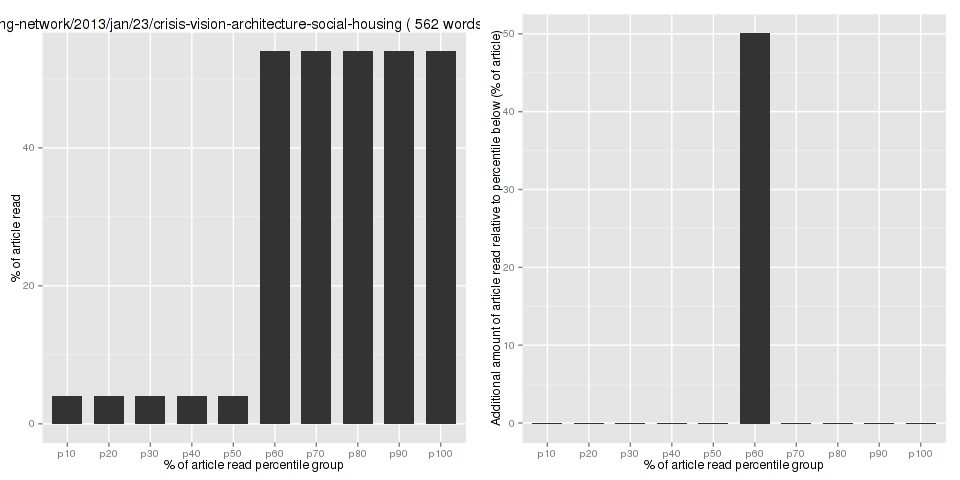 ng-network/2013/jan/23/crisis-vision-architecture-social-housing ( 562 words
% of article read
40
20
0
p10 p20 p30 p40 p50 p60 p70 p80 p90 p100
% of article read percentile group
Additional amount of article read relative to percentile below (% of article)
50
40
30
20
10
0
p10 p20 p30 p40 p50 p60 p70 p80 p90 p100
% of article read percentile group